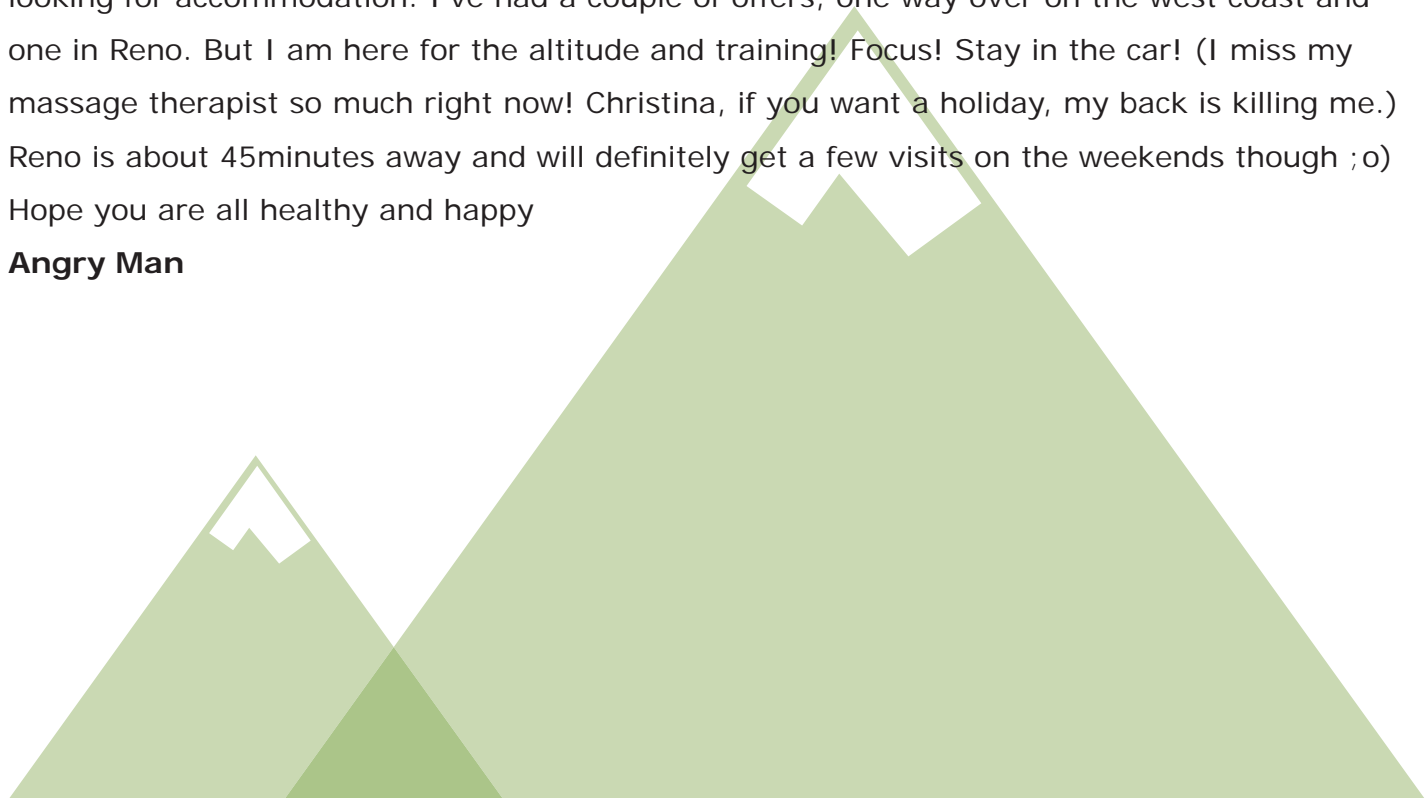 looking for accommodation! I've had a couple of offers, one way over on the west coast and
one in Reno. But I am here for the altitude and training! Focus! Stay in the car! (I miss my
massage therapist so much right now! Christina, if you want a holiday, my back is killing me.)
Reno is about 45minutes away and will definitely get a few visits on the weekends though ;o)
Hope you are all healthy and happy
Angry Man